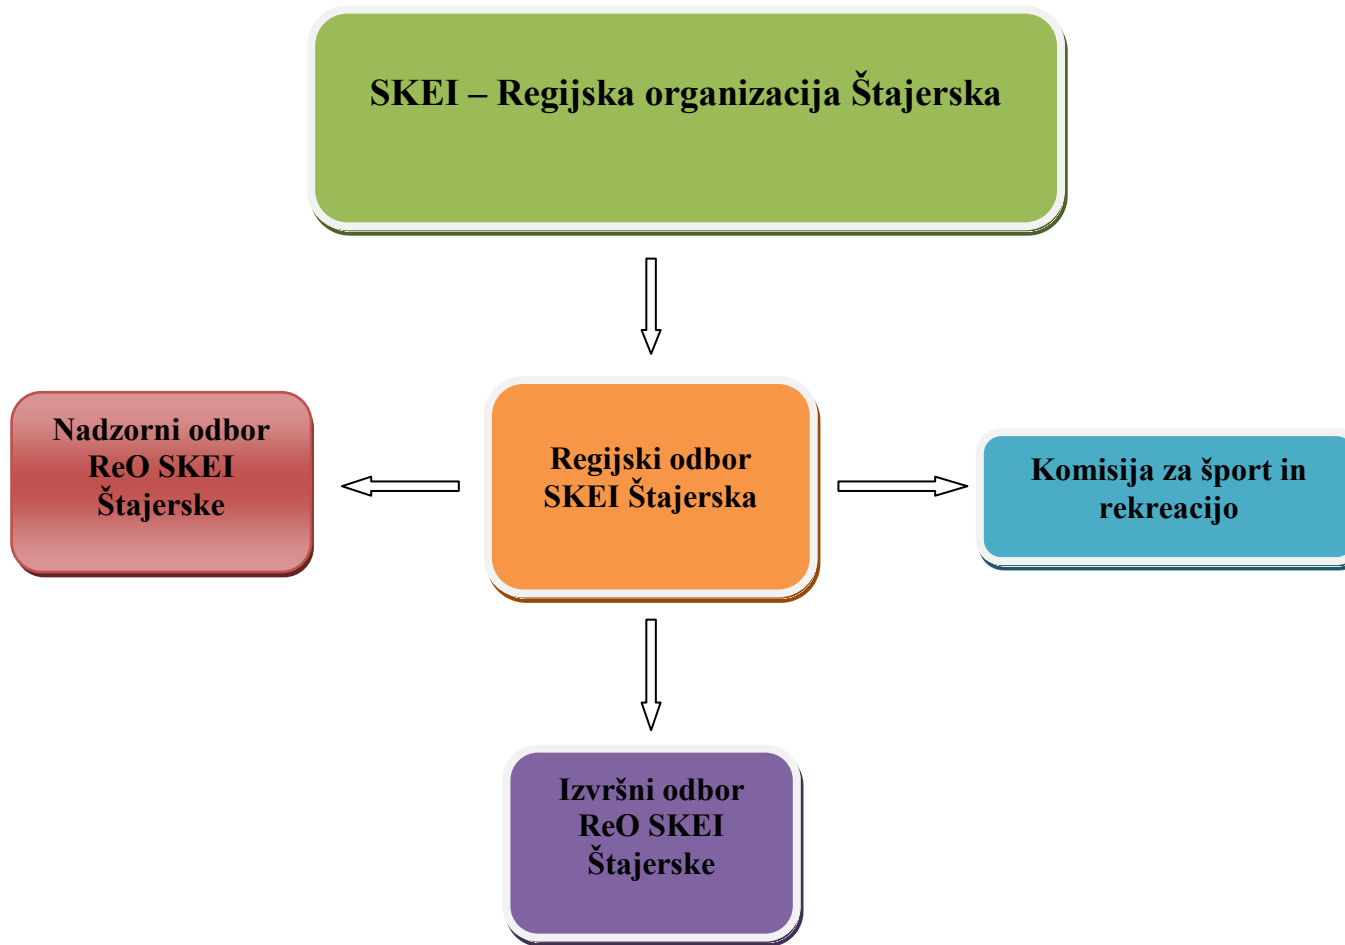 SKEI – Regijska organizacija Štajerska
Nadzorni odbor
ReO SKEI
Štajerske
Regijski odbor
SKEI Štajerska
Komisija za šport in
rekreacijo
Izvršni odbor
ReO SKEI
Štajerske